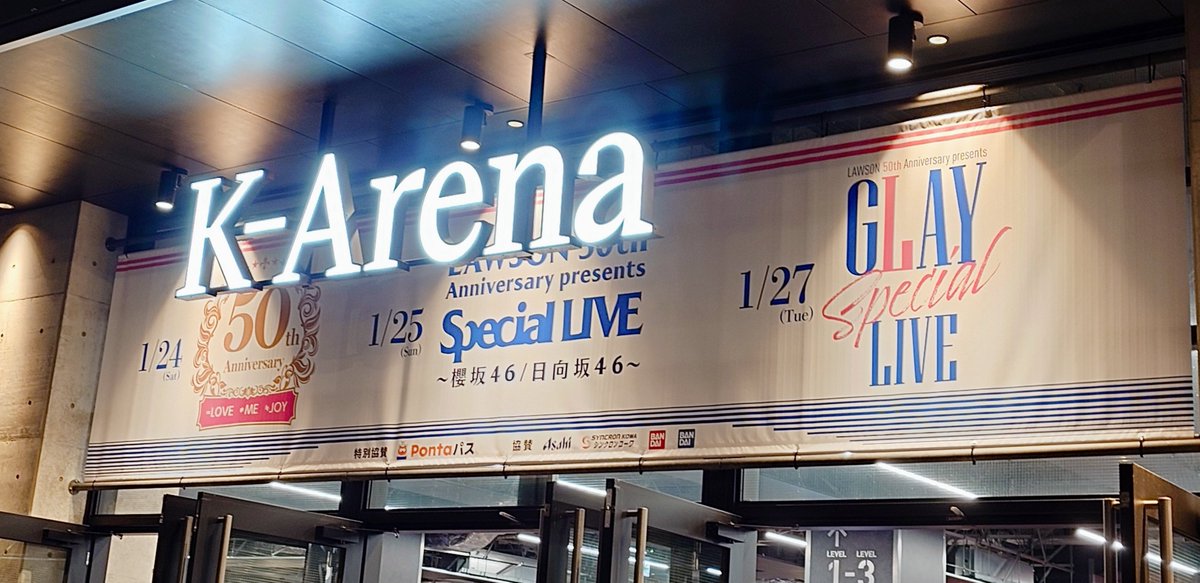 K-Arena
1/24
(Sat)
50th
Anniversary
=LOVE ≠ME ≒JOY
1/25
(Sun)
LAWSON 50th
Anniversary presents
Special LIVE
~櫻坂46/日向坂46~
1/27
(Tue)
LAWSON 50th Anniversary presents
GLAY
Special
LIVE
特別協賛 Pontaパス 協賛 Asahi SYNCRON KOWA シンクロンコーワ BANDAI BANDAI
LEVEL LEVEL
1-3